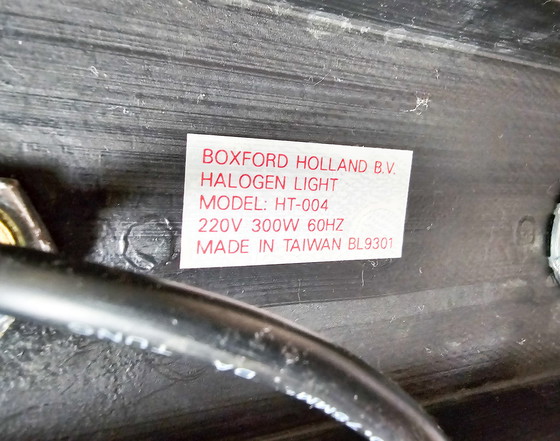 BOXFORD HOLLAND B.V.
HALOGEN LIGHT
MODEL: HT-004
220V 300W 60HZ
MADE IN TAIWAN BL9301